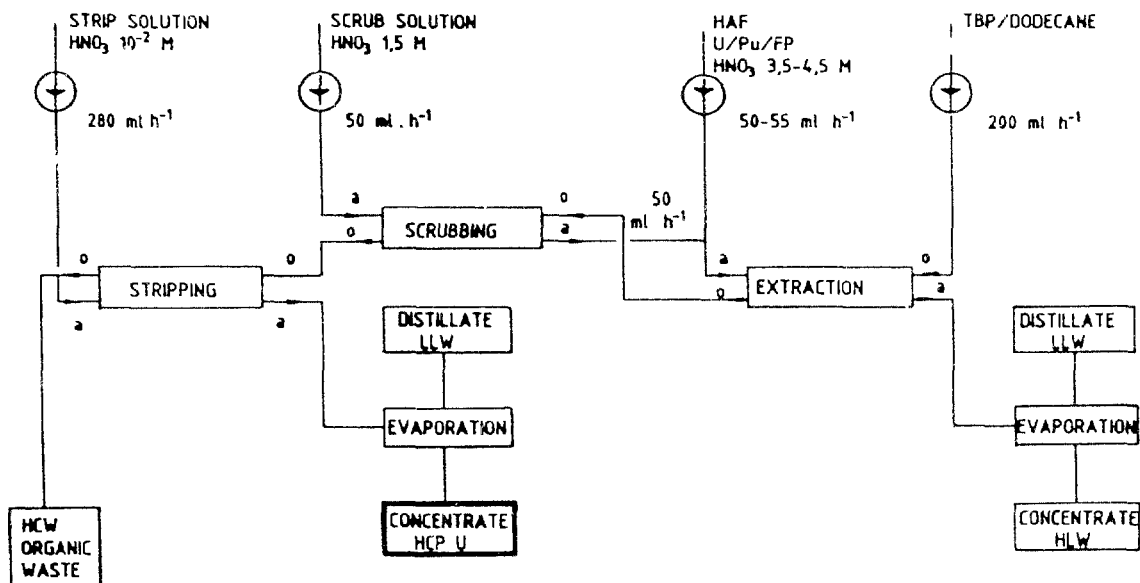 STRIP SOLUTION
HNO₃ 10⁻² M
280 ml h⁻¹
SCRUB SOLUTION
HNO₃ 1,5 M
50 ml . h⁻¹
HAF
U/Pu/FP
HNO₃ 3,5-4,5 M
50-55 ml h⁻¹
TBP/DODECANE
200 ml h⁻¹
a
o
SCRUBBING
o
a
50
ml h⁻¹
o
a
STRIPPING
o
a
a
o
EXTRACTION
o
a
DISTILLATE
LLW
EVAPORATION
CONCENTRATE
HCP U
DISTILLATE
LLW
EVAPORATION
CONCENTRATE
HLW
HCW
ORGANIC
WASTE